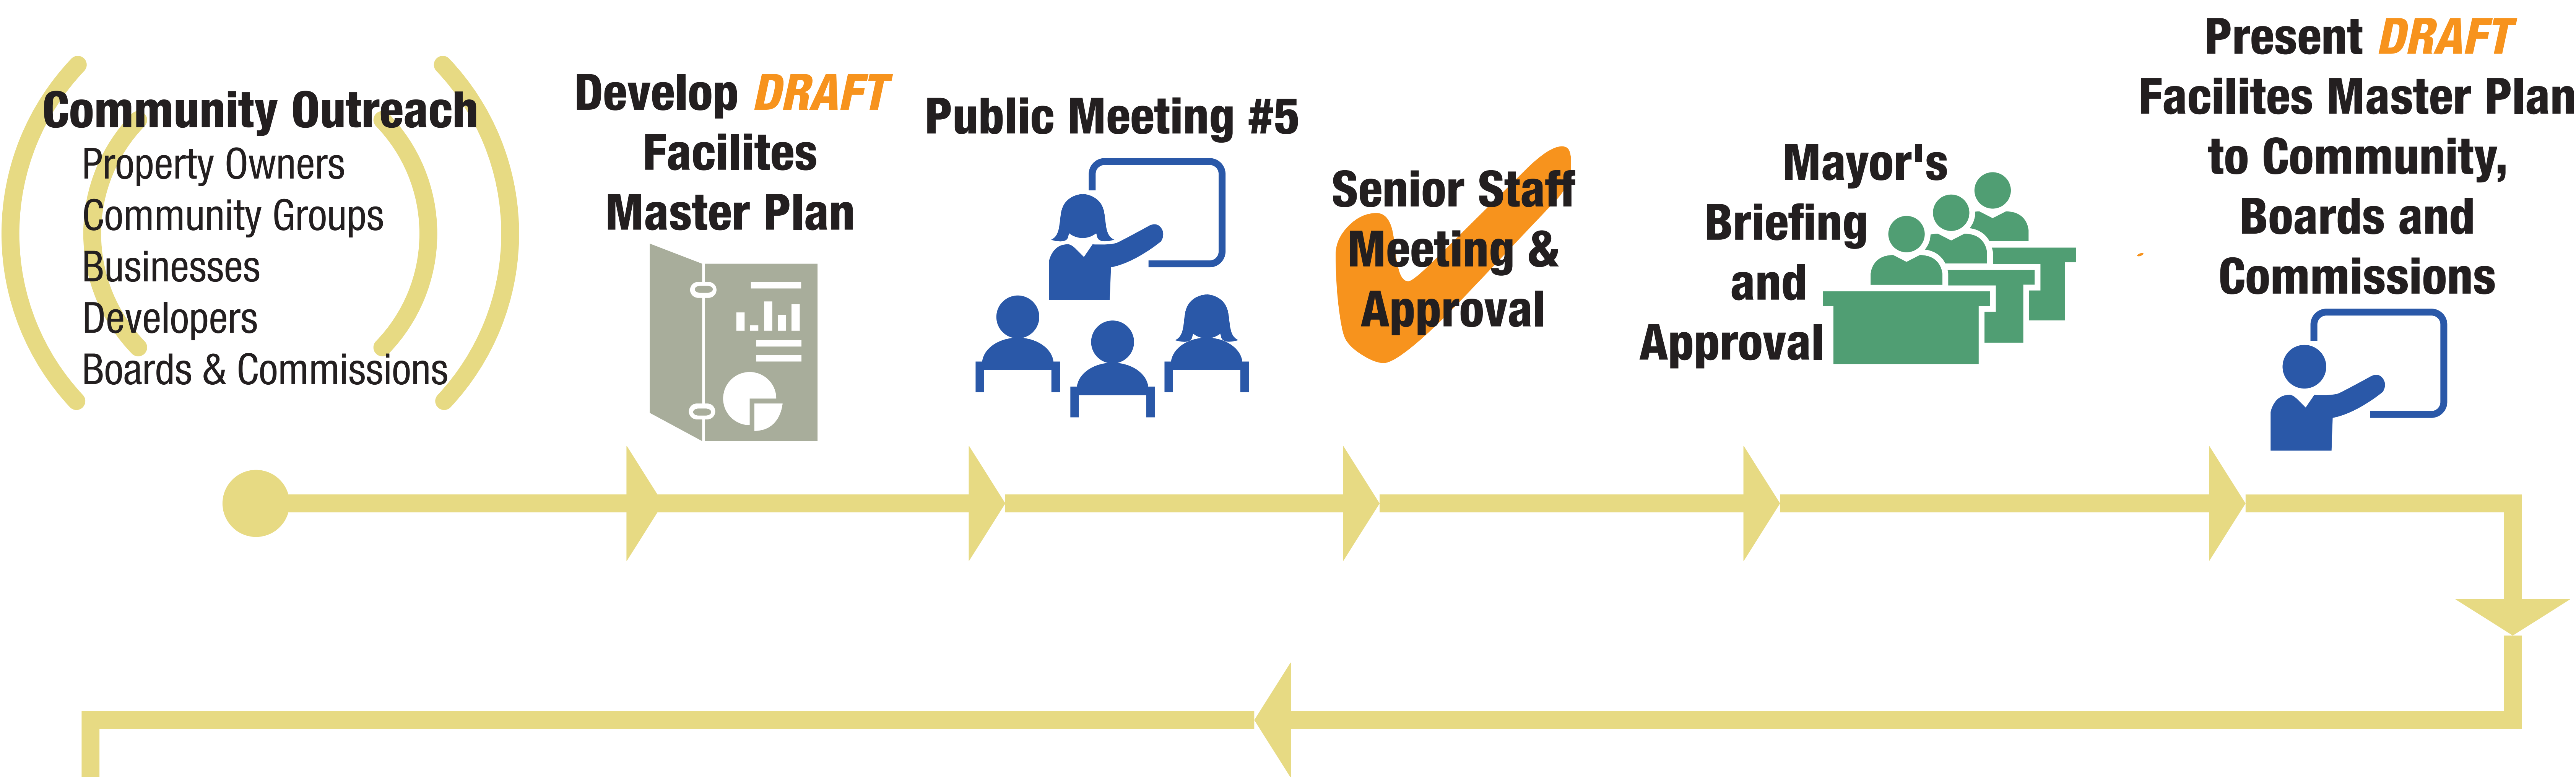 Community Outreach
Property Owners
Community Groups
Businesses
Developers
Boards & Commissions
Develop DRAFT
Facilites
Master Plan
Public Meeting #5
Senior Staff
Meeting &
Approval
Mayor's
Briefing
and
Approval
Present DRAFT
Facilites Master Plan
to Community,
Boards and
Commissions